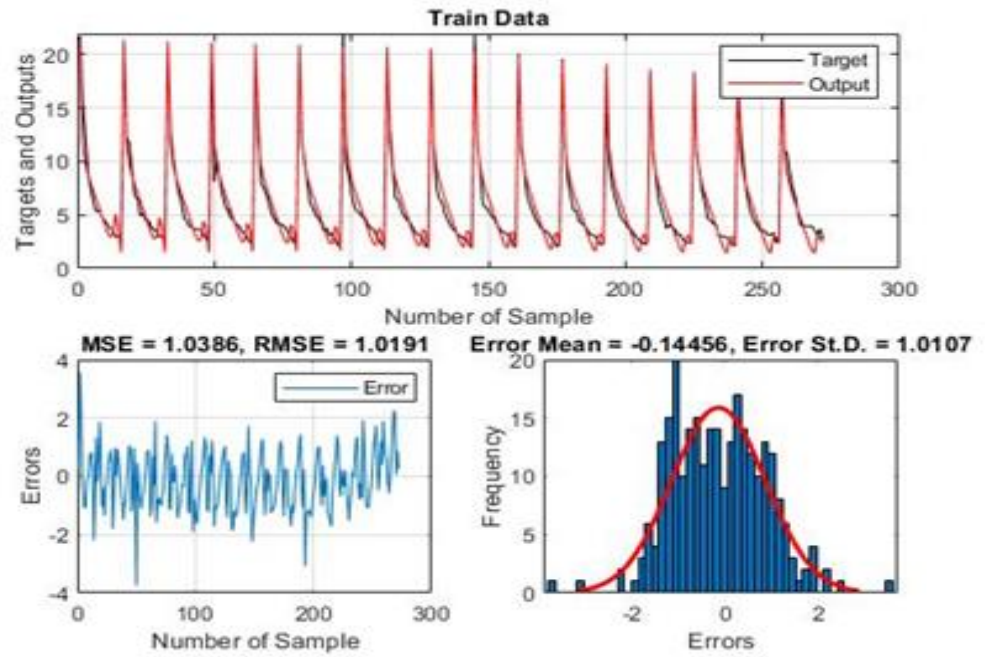 Train Data
Targets and Outputs
20
15
10
5
0
Target
Output
0 50 100 150 200 250 300
Number of Sample
MSE = 1.0386, RMSE = 1.0191
Errors
4
2
0
-2
-4
Error
0 100 200 300
Number of Sample
Error Mean = -0.14456, Error St.D. = 1.0107
Frequency
20
15
10
5
0
-2 0 2
Errors